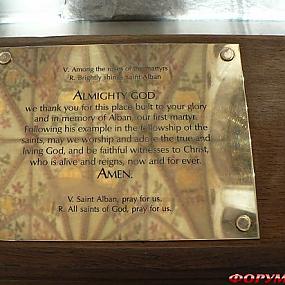 V. Among the roses of the martyrs
R. Brightly shines saint Alban
ALMIGHTY GOD,
we thank you for this place built to your glory
and in memory of Alban, our first martyr.
Following his example in the fellowship of the
saints, may we worship and adore the true and
living God, and be faithful witnesses to Christ,
who is alive and reigns, now and for ever.
AMEN.
V. Saint Alban, pray for us.
R. All saints of God, pray for us.
ФОРУМ